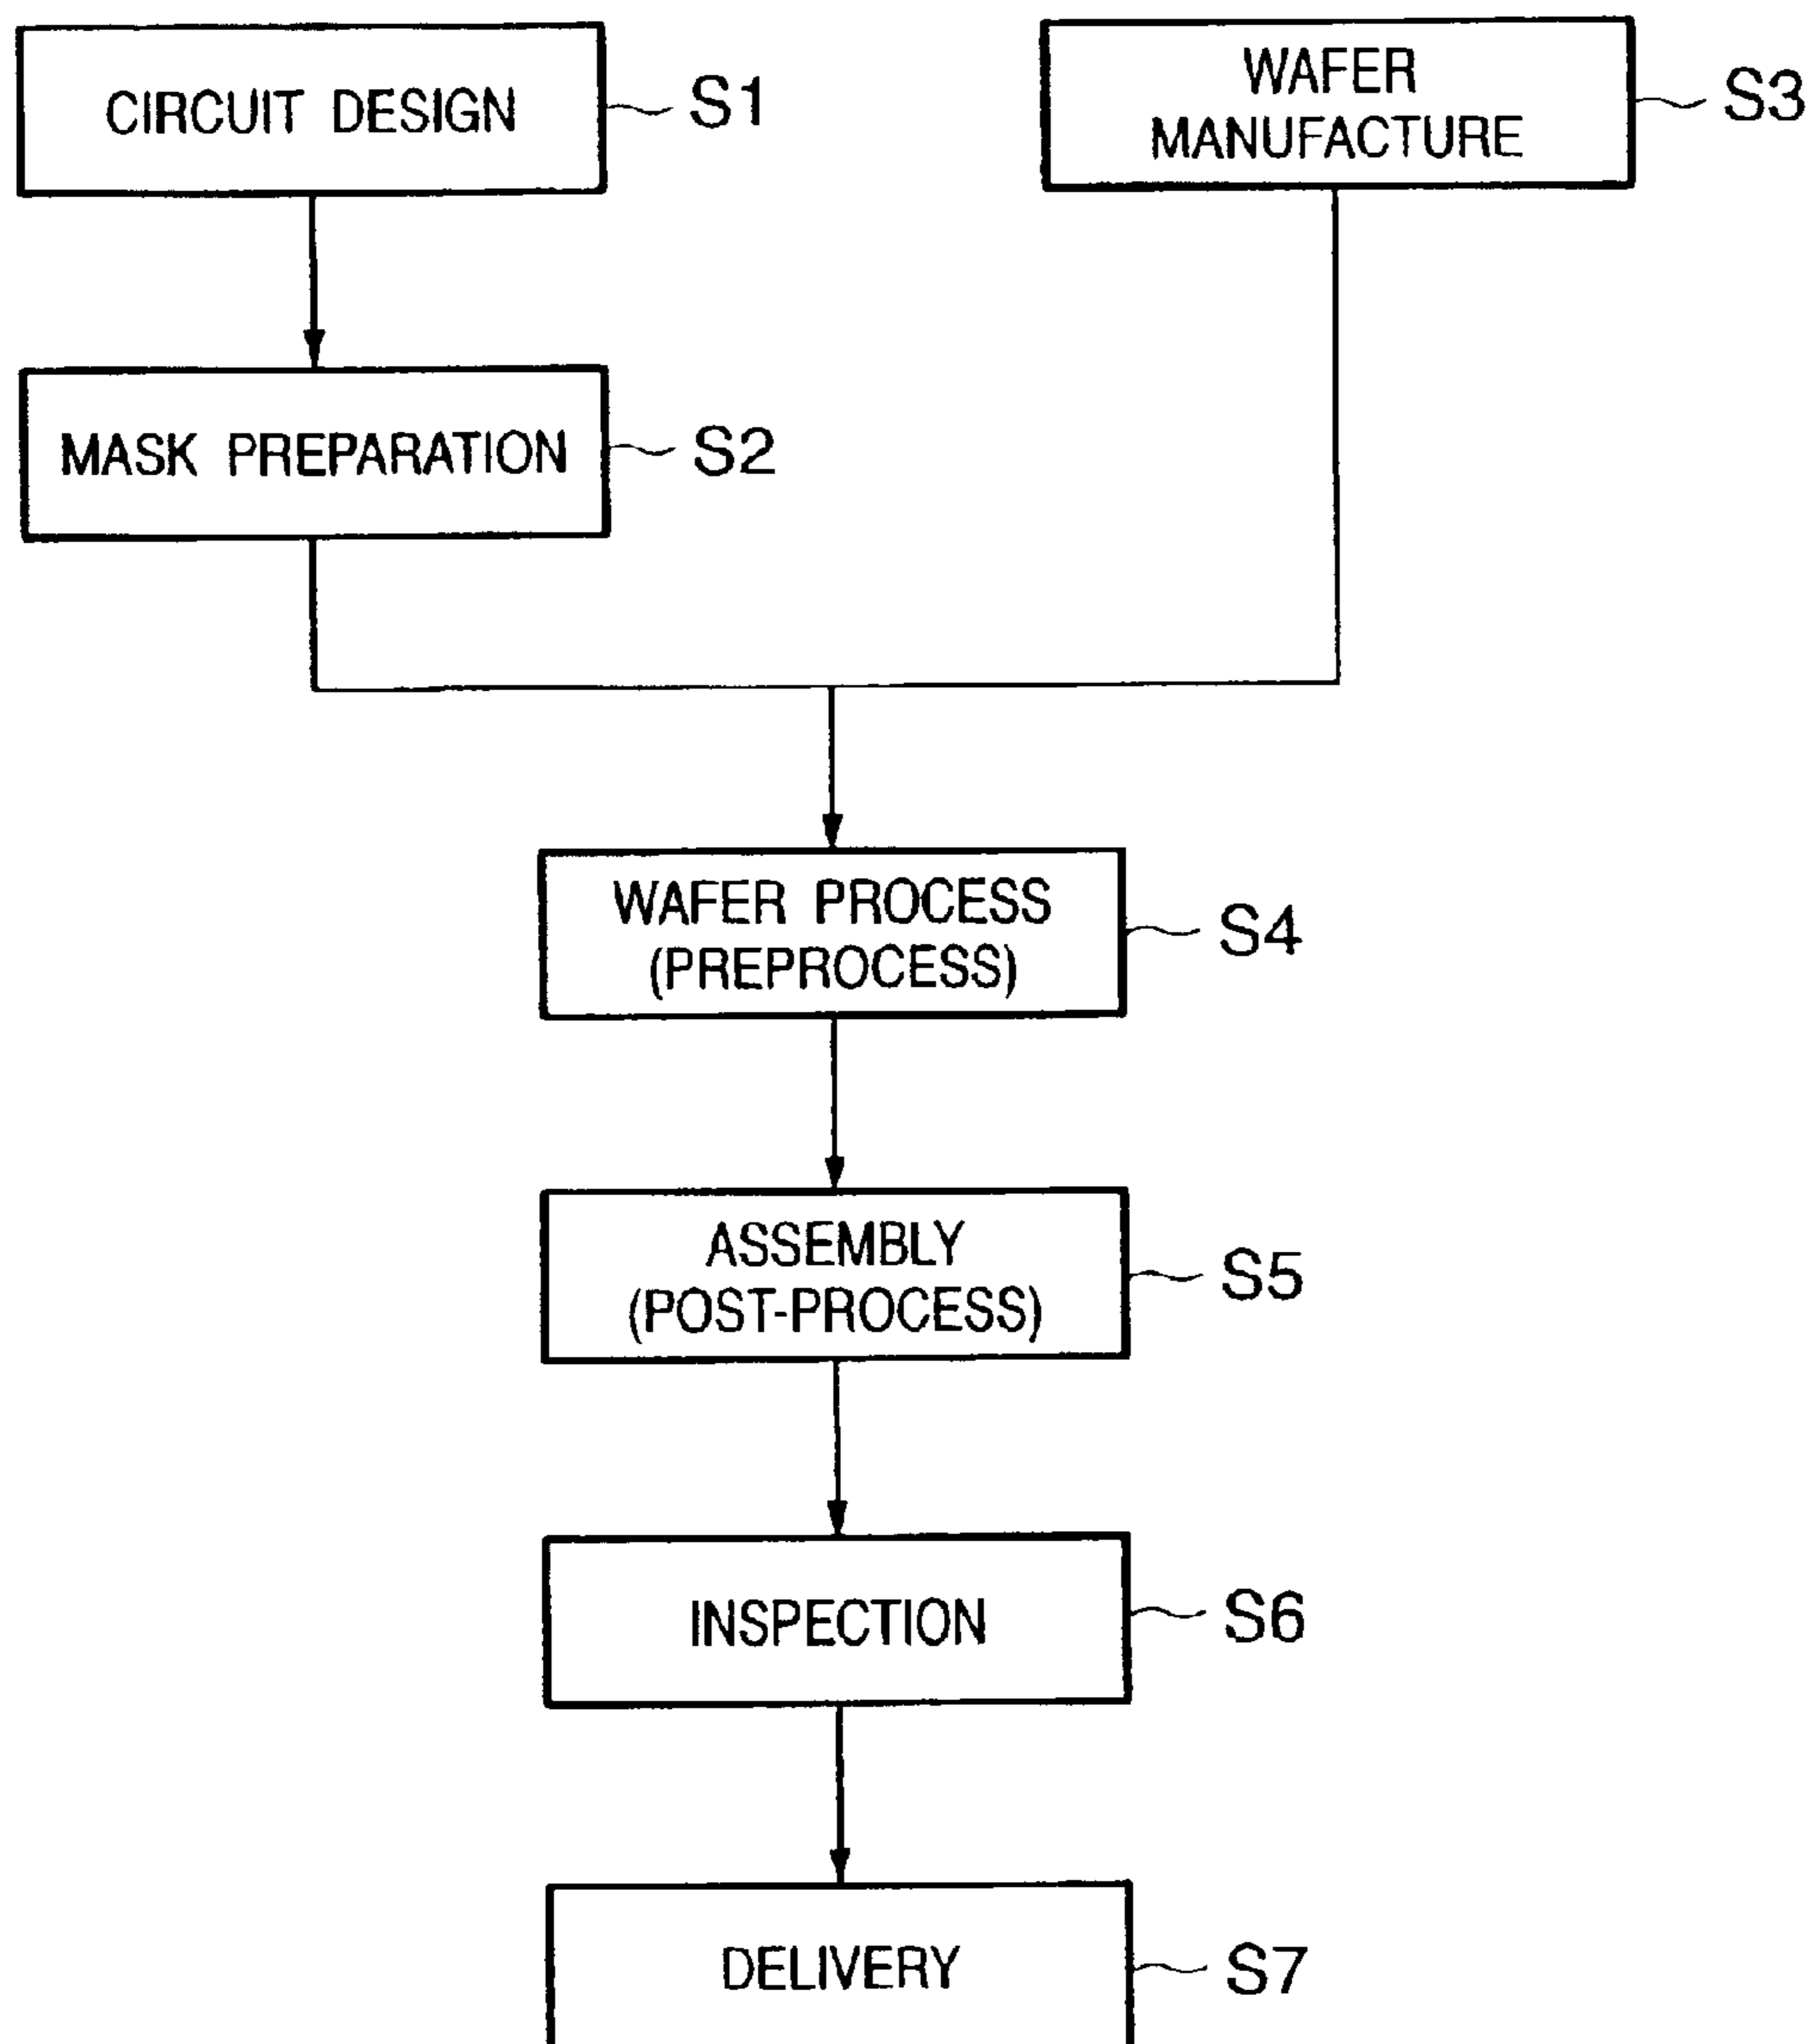 CIRCUIT DESIGN
S1
WAFER
MANUFACTURE
S3
MASK PREPARATION
S2
WAFER PROCESS
(PREPROCESS)
S4
ASSEMBLY
(POST-PROCESS)
S5
INSPECTION
S6
DELIVERY
S7